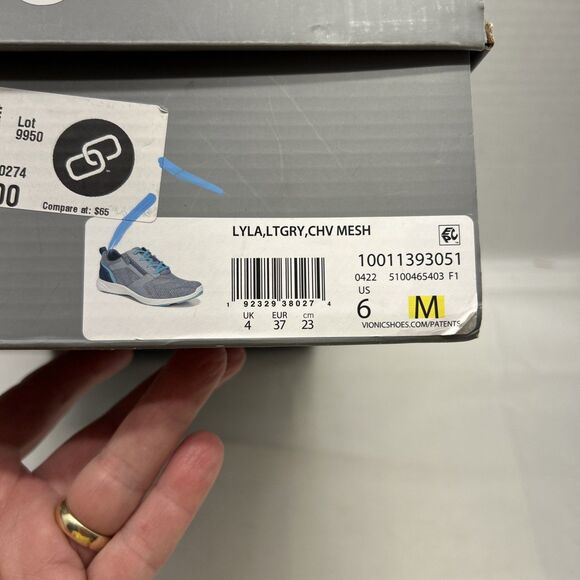 Lot
9950
0274
00
Compare at: $65
LYLA,LTGRY,CHV MESH
10011393051
0422 5100465403 F1
US
6 M
1 92329 38027 4
UK EUR cm
4 37 23
VIONICSHOES.COM/PATENTS